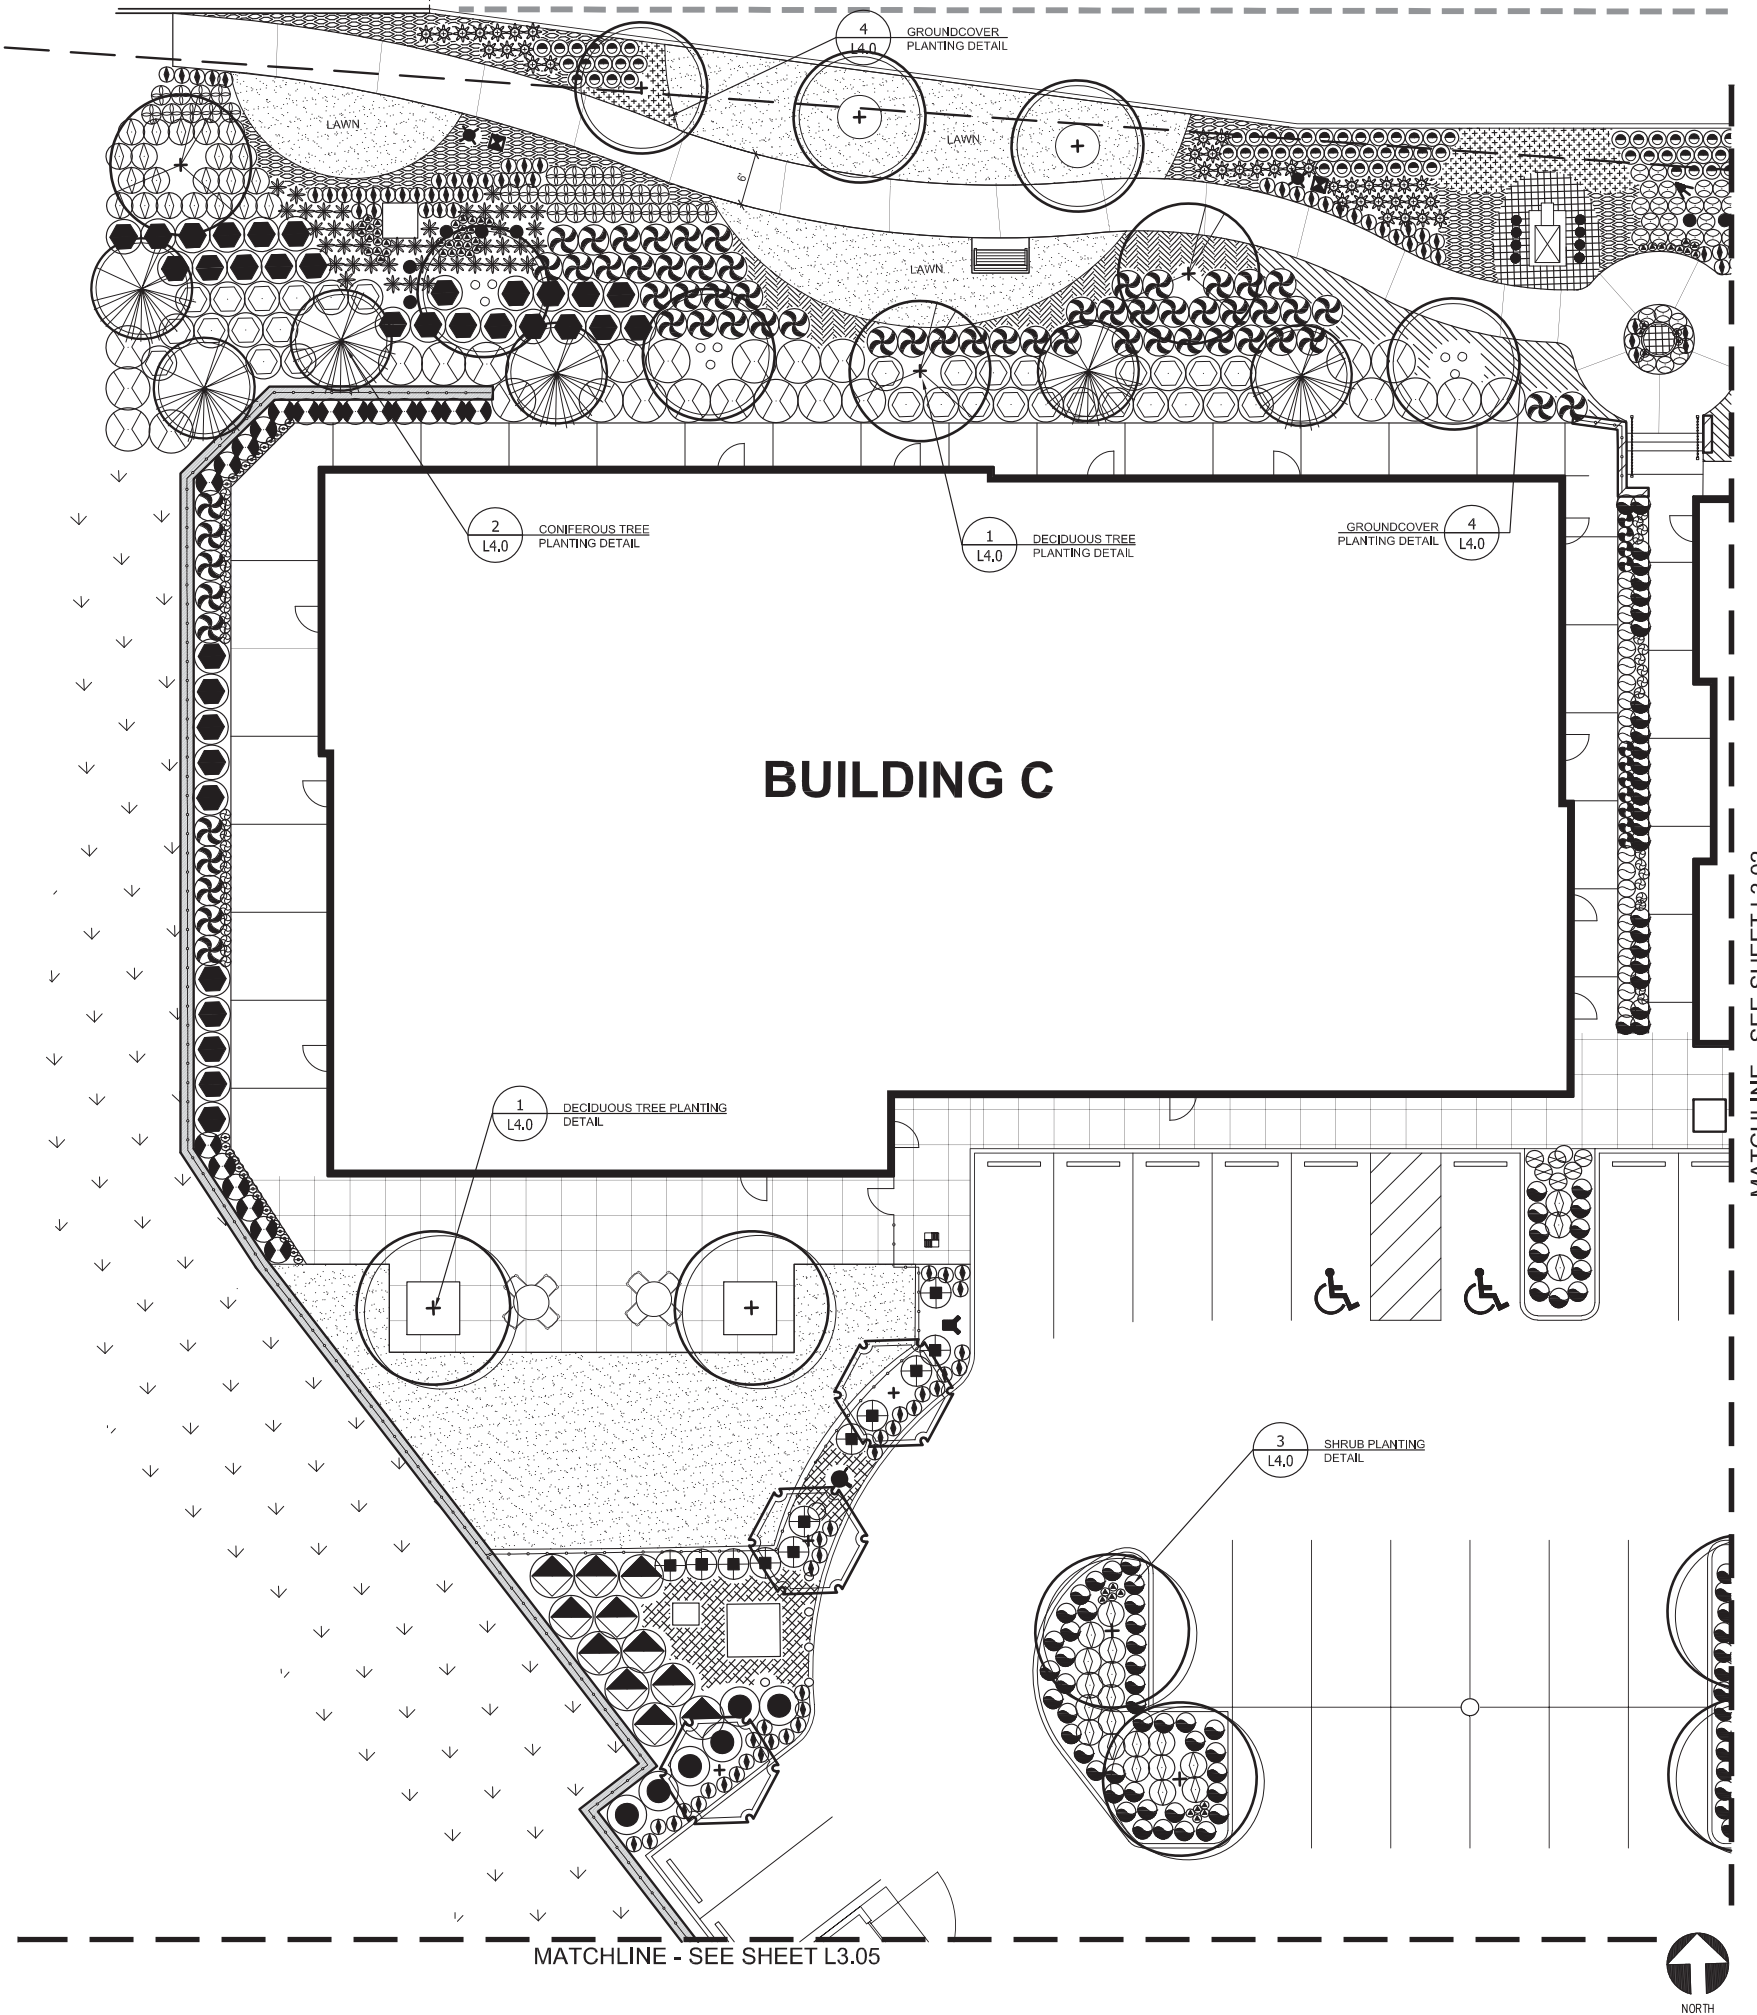 4
L4.0
GROUNDCOVER
PLANTING DETAIL
LAWN
LAWN
6'
LAWN
2
L4.0
CONIFEROUS TREE
PLANTING DETAIL
1
L4.0
DECIDUOUS TREE
PLANTING DETAIL
GROUNDCOVER
PLANTING DETAIL
4
L4.0
BUILDING C
1
L4.0
DECIDUOUS TREE PLANTING
DETAIL
3
L4.0
SHRUB PLANTING
DETAIL
MATCHLINE - SEE SHEET L3.05
NORTH